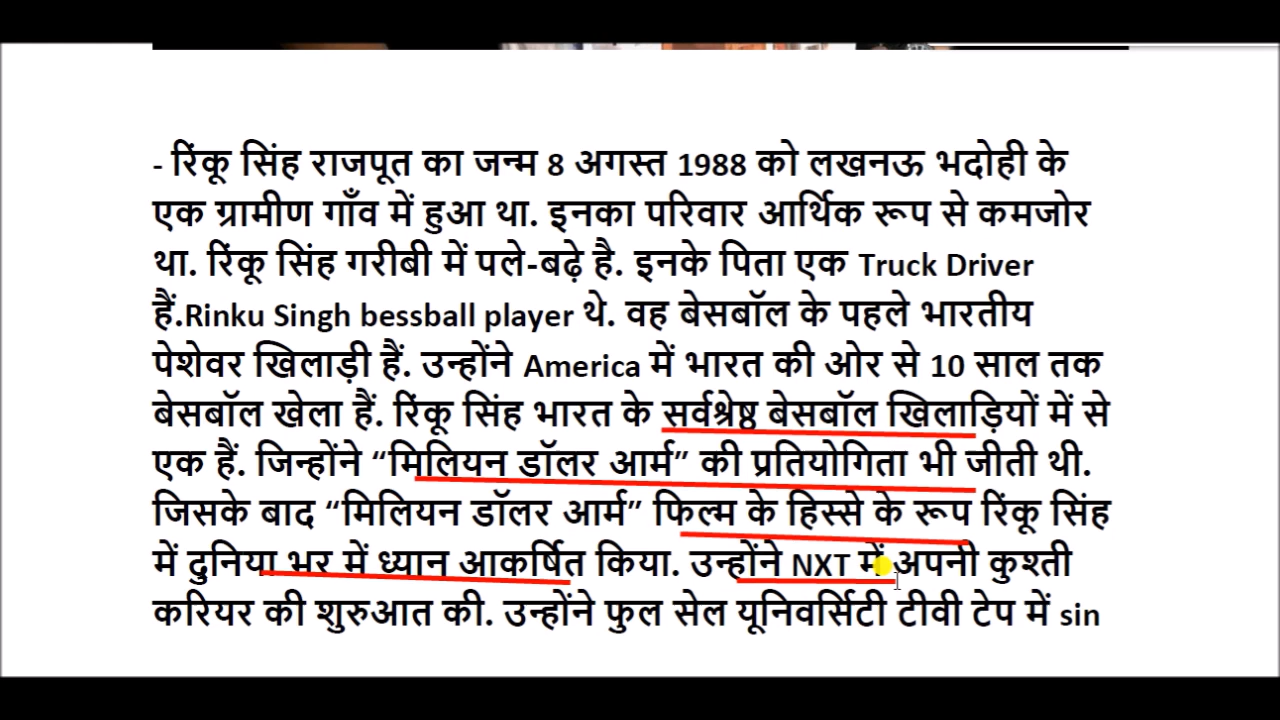 - रिंकू सिंह राजपूत का जन्म 8 अगस्त 1988 को लखनऊ भदोही के
एक ग्रामीण गाँव में हुआ था. इनका परिवार आर्थिक रूप से कमजोर
था. रिंकू सिंह गरीबी में पले-बढ़े है. इनके पिता एक Truck Driver
हैं.Rinku Singh bessball player थे. वह बेसबॉल के पहले भारतीय
पेशेवर खिलाड़ी हैं. उन्होंने America में भारत की ओर से 10 साल तक
बेसबॉल खेला हैं. रिंकू सिंह भारत के सर्वश्रेष्ठ बेसबॉल खिलाड़ियों में से
एक हैं. जिन्होंने “मिलियन डॉलर आर्म” की प्रतियोगिता भी जीती थी.
जिसके बाद “मिलियन डॉलर आर्म” फिल्म के हिस्से के रूप रिंकू सिंह
में दुनिया भर में ध्यान आकर्षित किया. उन्होंने NXT में अपनी कुश्ती
करियर की शुरुआत की. उन्होंने फुल सेल यूनिवर्सिटी टीवी टेप में sin